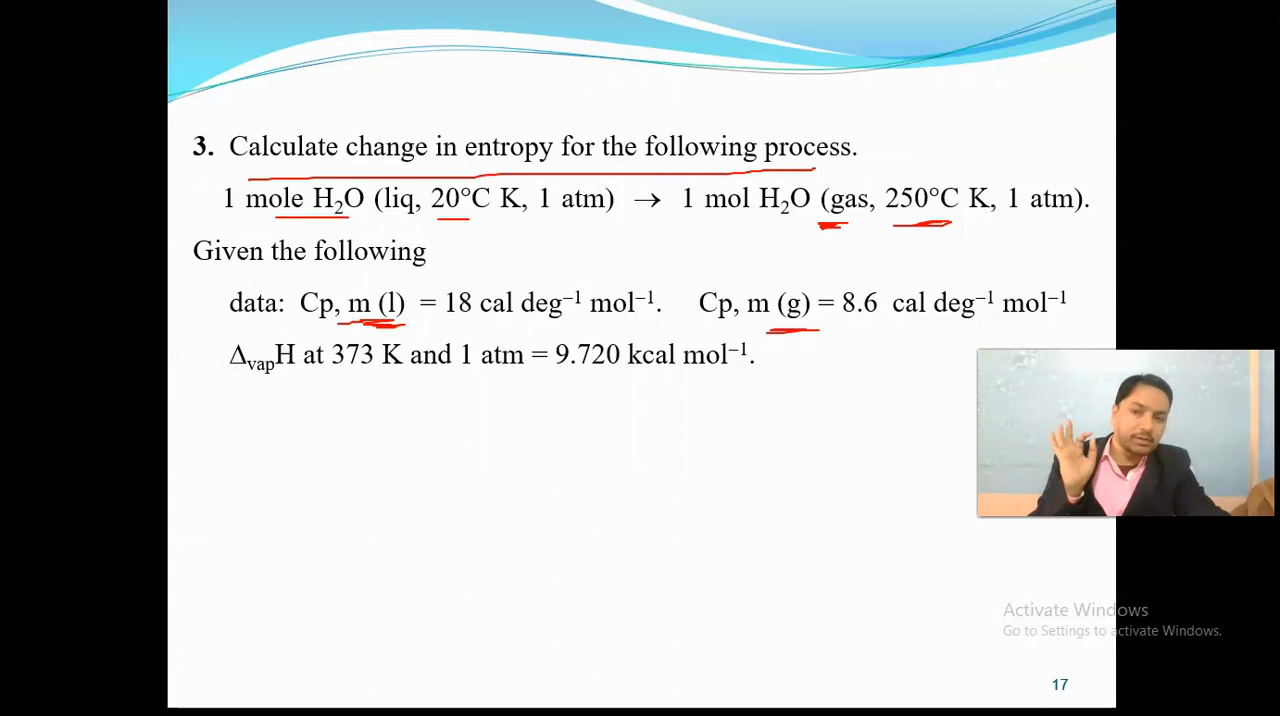 3. Calculate change in entropy for the following process.
1 mole H₂O (liq, 20°C K, 1 atm) → 1 mol H₂O (gas, 250°C K, 1 atm).
Given the following
data: Cp, m (l) = 18 cal deg⁻¹ mol⁻¹. Cp, m (g) = 8.6 cal deg⁻¹ mol⁻¹
ΔvapH at 373 K and 1 atm = 9.720 kcal mol⁻¹.
Activate Windows
Go to Settings to activate Windows.
17